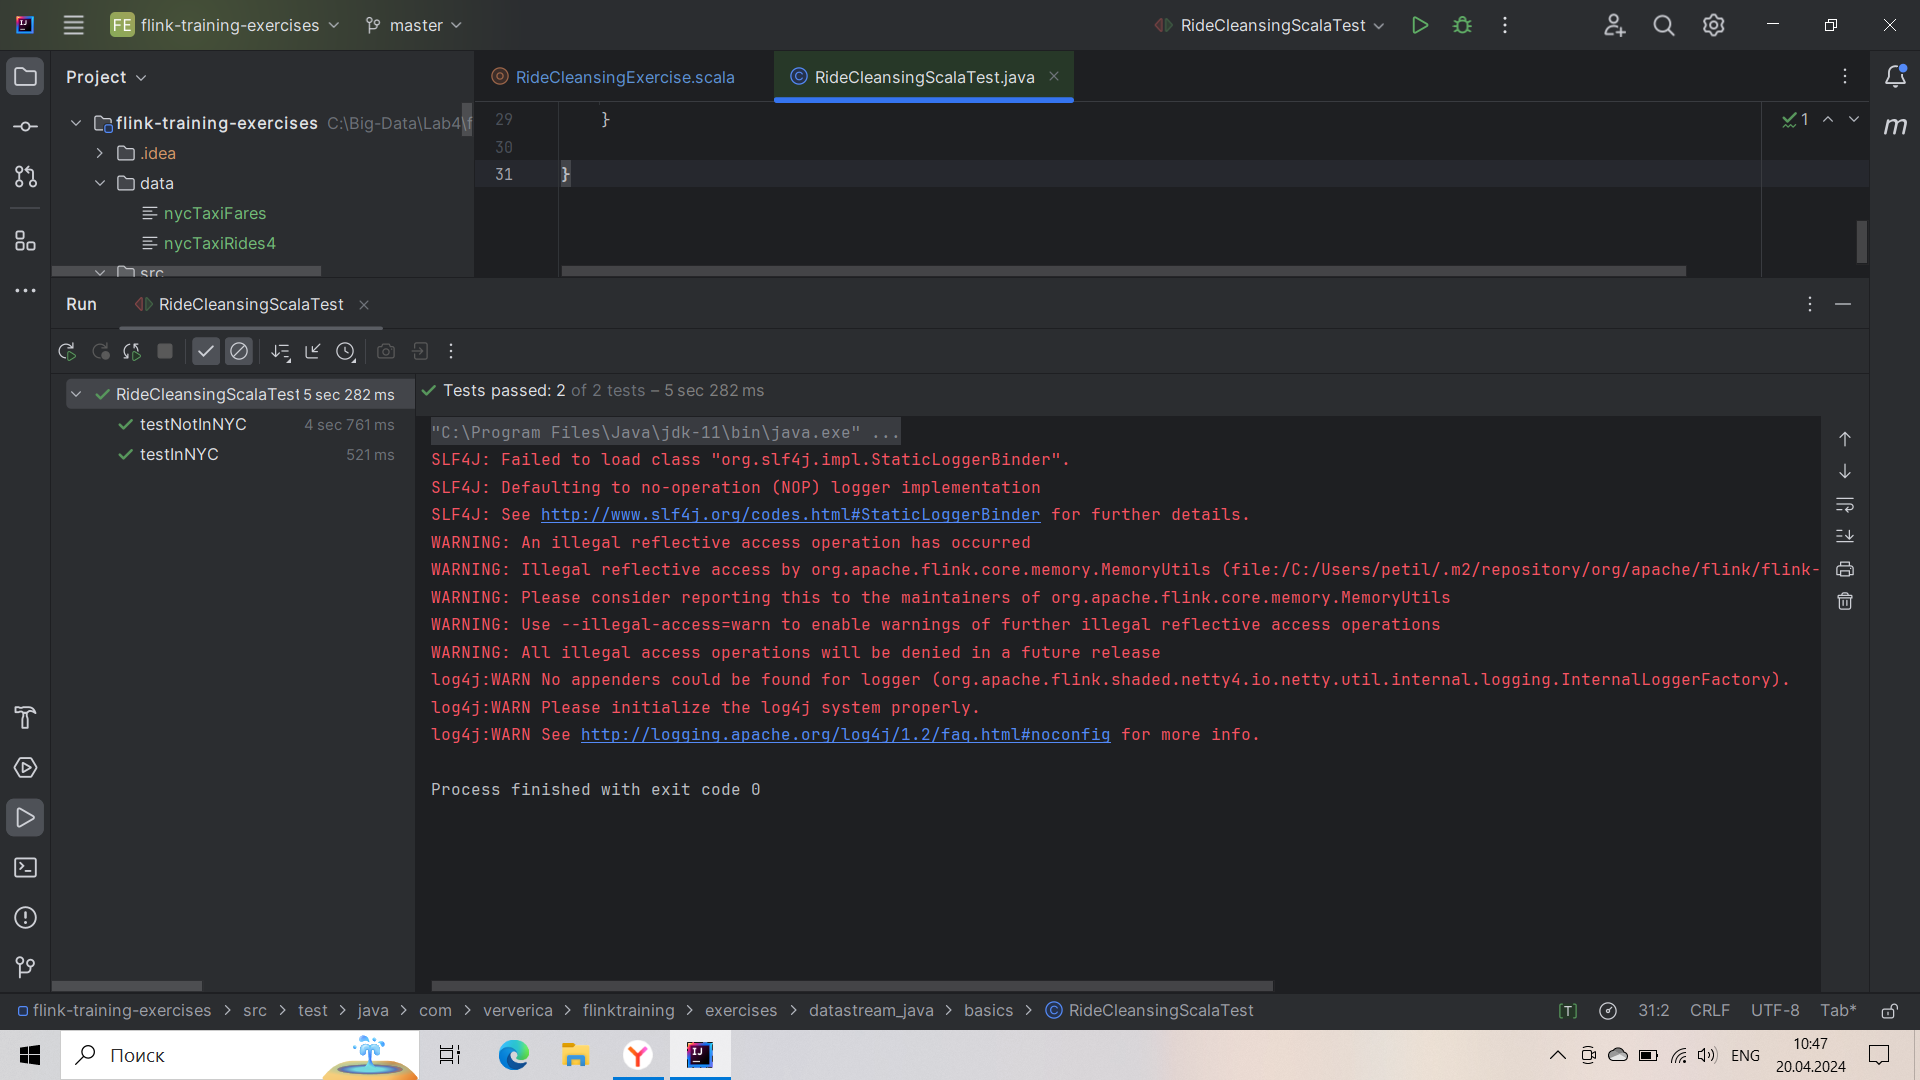 FE flink-training-exercises master RideCleansingScalaTest
Project
RideCleansingExercise.scala RideCleansingScalaTest.java
flink-training-exercises C:\Big-Data\Lab4\f
.idea
data
nycTaxiFares
nycTaxiRides4
src
29 }
30
31 }
1
m
Run RideCleansingScalaTest
RideCleansingScalaTest 5 sec 282 ms
testNotInNYC 4 sec 761 ms
testInNYC 521 ms
Tests passed: 2 of 2 tests – 5 sec 282 ms
"C:\Program Files\Java\jdk-11\bin\java.exe" ...
SLF4J: Failed to load class "org.slf4j.impl.StaticLoggerBinder".
SLF4J: Defaulting to no-operation (NOP) logger implementation
SLF4J: See http://www.slf4j.org/codes.html#StaticLoggerBinder for further details.
WARNING: An illegal reflective access operation has occurred
WARNING: Illegal reflective access by org.apache.flink.core.memory.MemoryUtils (file:/C:/Users/petil/.m2/repository/org/apache/flink/flink-
WARNING: Please consider reporting this to the maintainers of org.apache.flink.core.memory.MemoryUtils
WARNING: Use --illegal-access=warn to enable warnings of further illegal reflective access operations
WARNING: All illegal access operations will be denied in a future release
log4j:WARN No appenders could be found for logger (org.apache.flink.shaded.netty4.io.netty.util.internal.logging.InternalLoggerFactory).
log4j:WARN Please initialize the log4j system properly.
log4j:WARN See http://logging.apache.org/log4j/1.2/faq.html#noconfig for more info.
Process finished with exit code 0
flink-training-exercises > src > test > java > com > ververica > flinktraining > exercises > datastream_java > basics > RideCleansingScalaTest
[T] 31:2 CRLF UTF-8 Tab*
Поиск
ENG
10:47
20.04.2024